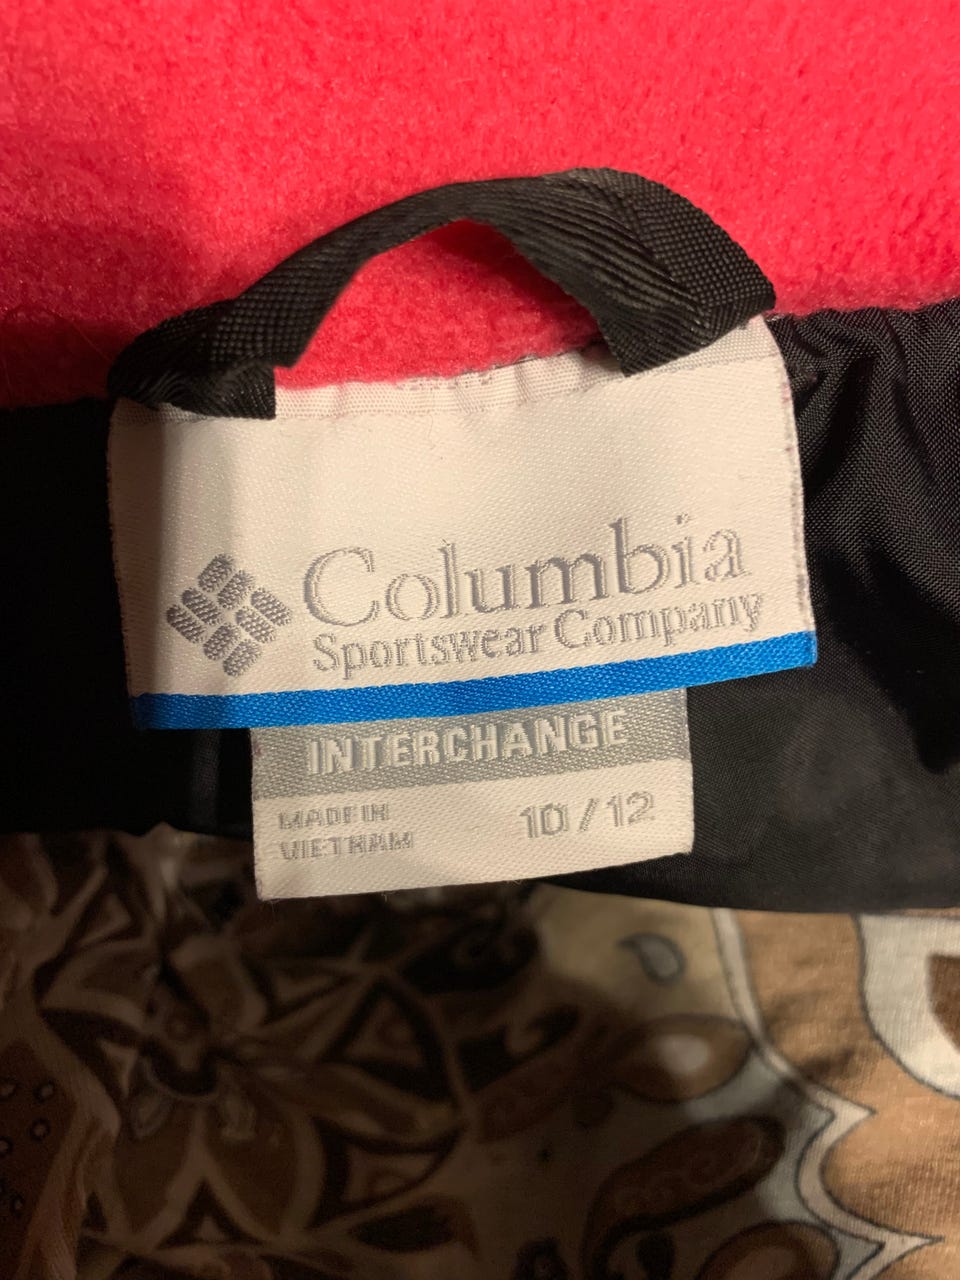 Columbia
Sportswear Company
INTERCHANGE
MADE IN
VIETNAM
10/12